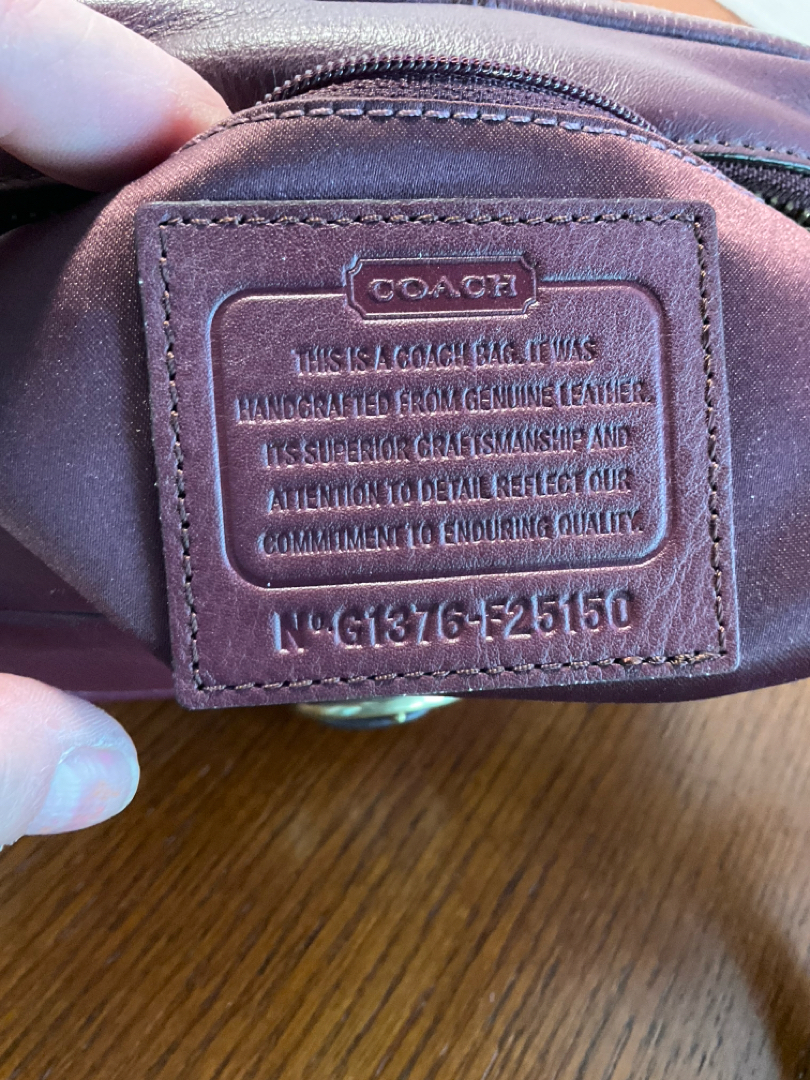 COACH
THIS IS A COACH BAG. IT WAS
HANDCRAFTED FROM GENUINE LEATHER.
ITS SUPERIOR CRAFTSMANSHIP AND
ATTENTION TO DETAIL REFLECT OUR
COMMITMENT TO ENDURING QUALITY.
Nº G1376-F25150